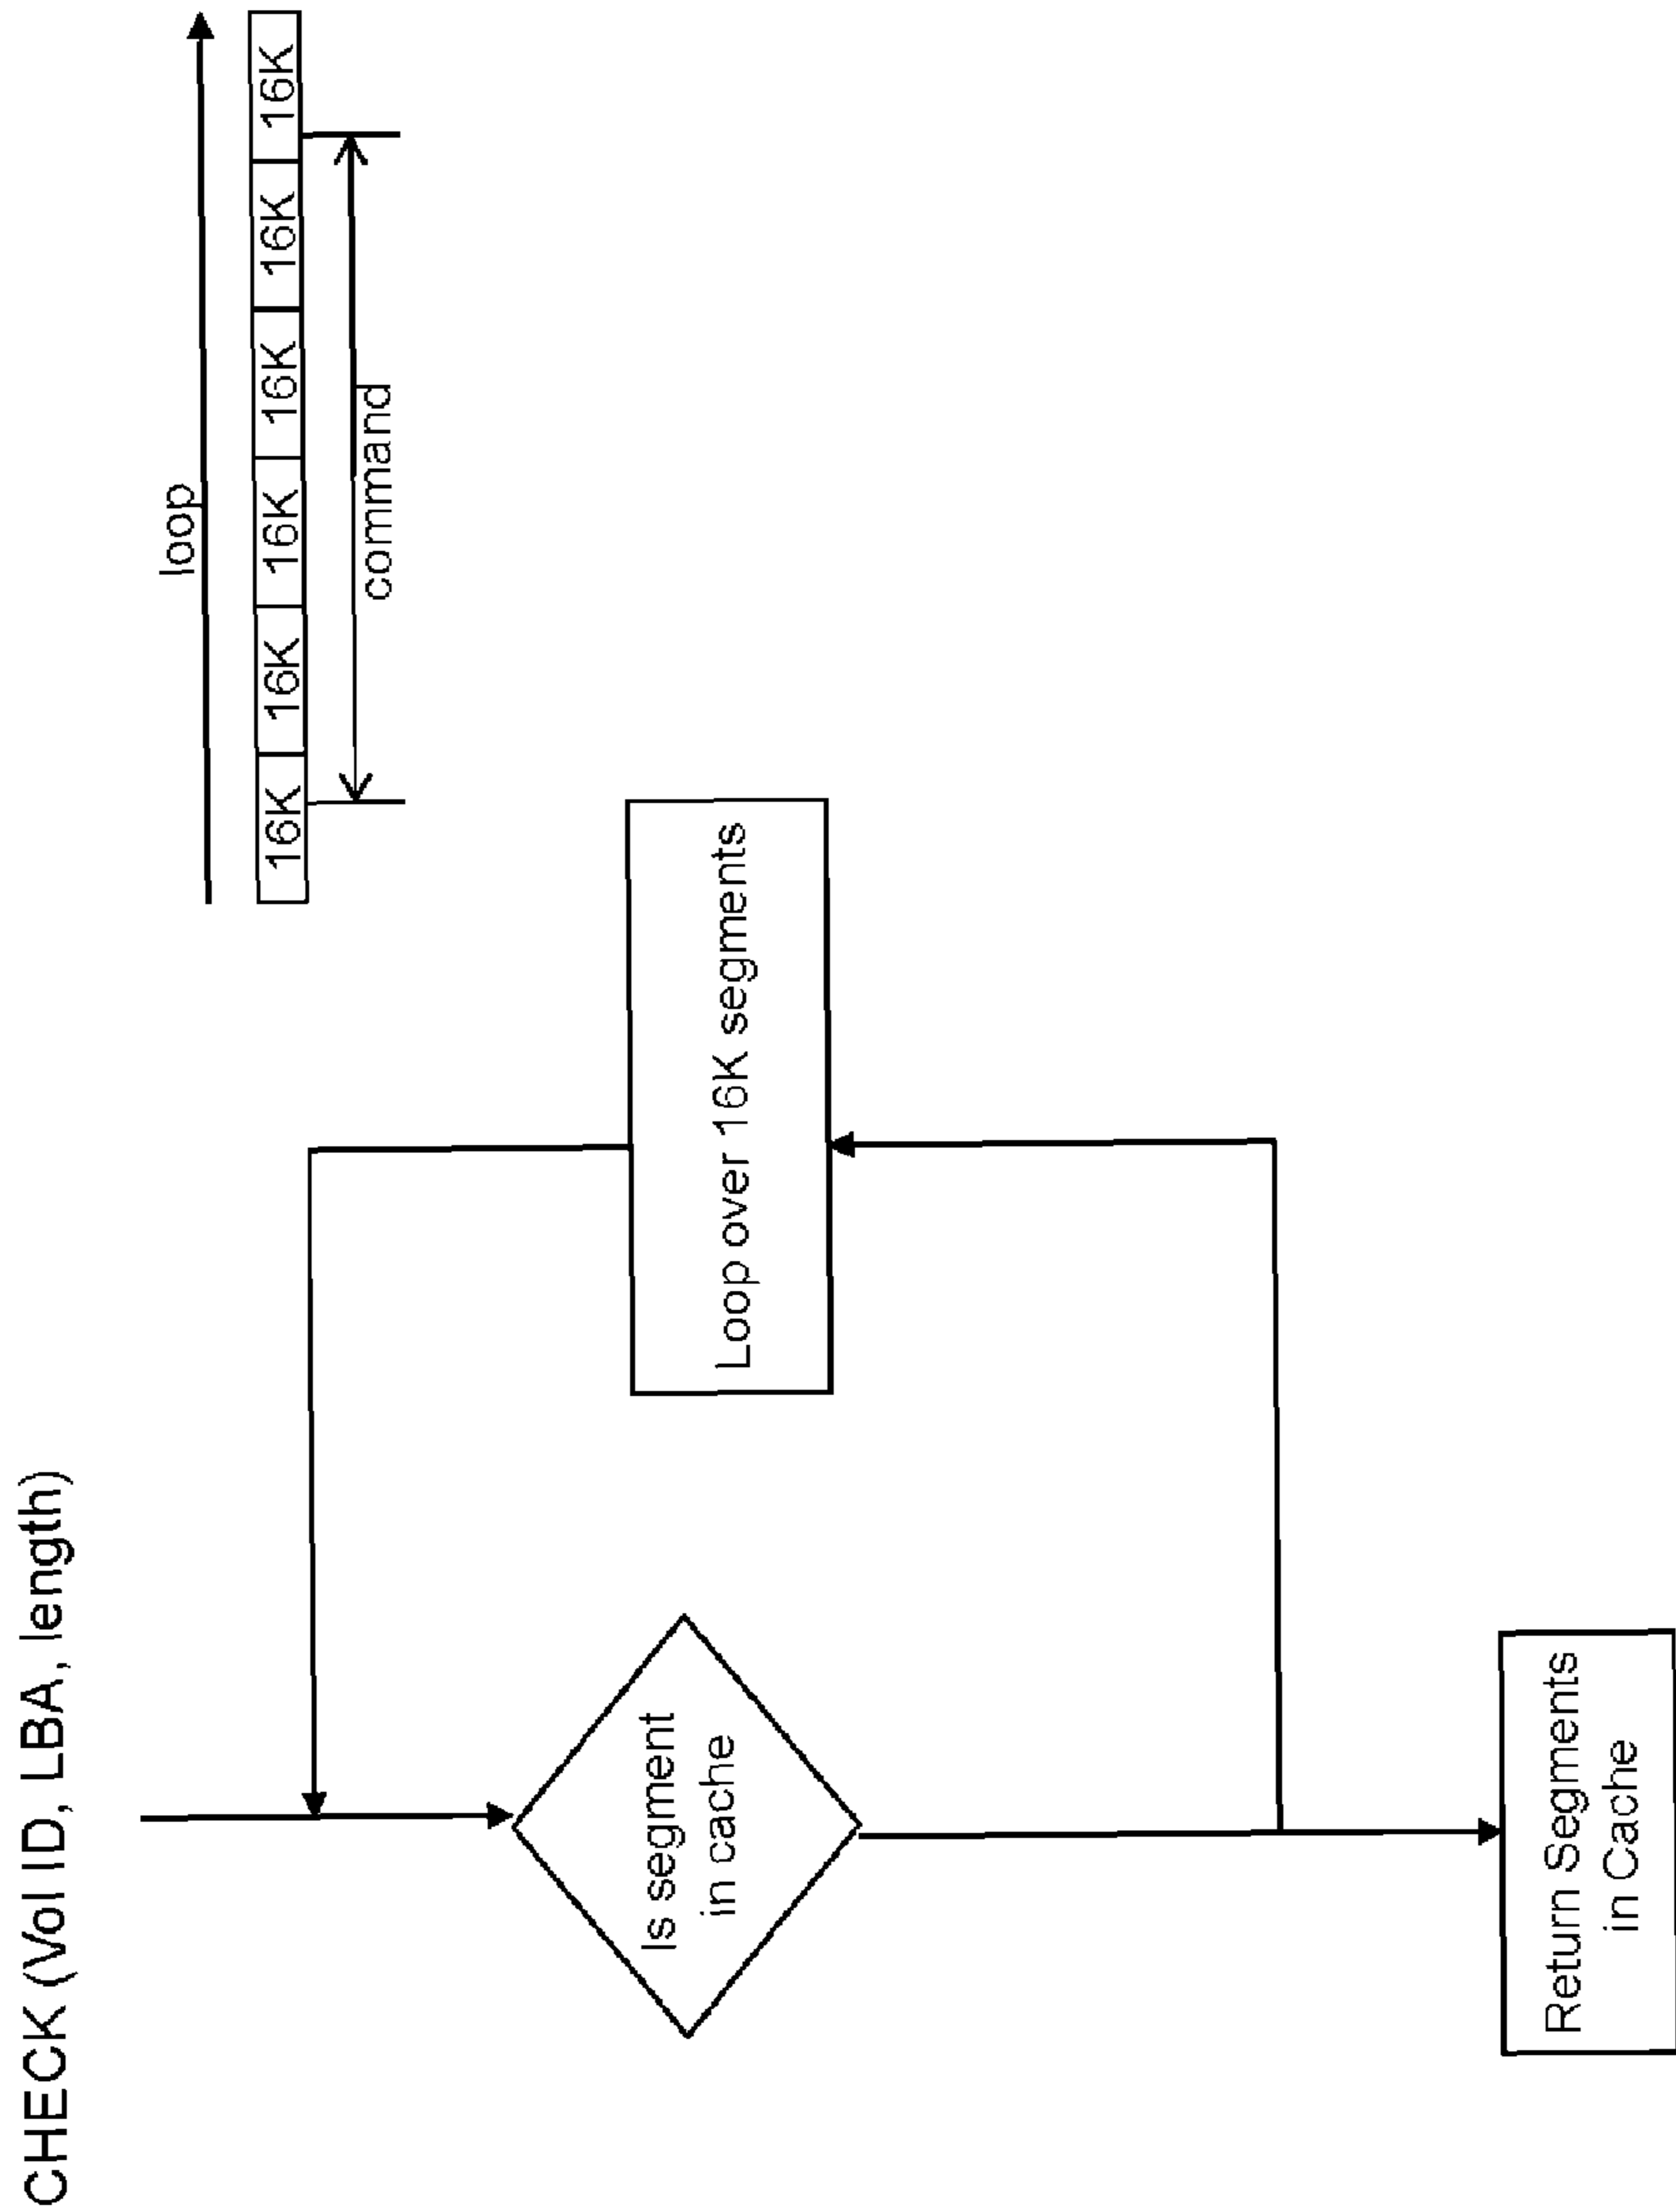 CHECK (Vol ID, LBA, length)
loop
16K 16K 16K 16K 16K 16K
command
Is segment
in cache
Loop over 16K segments
Return Segments
in Cache